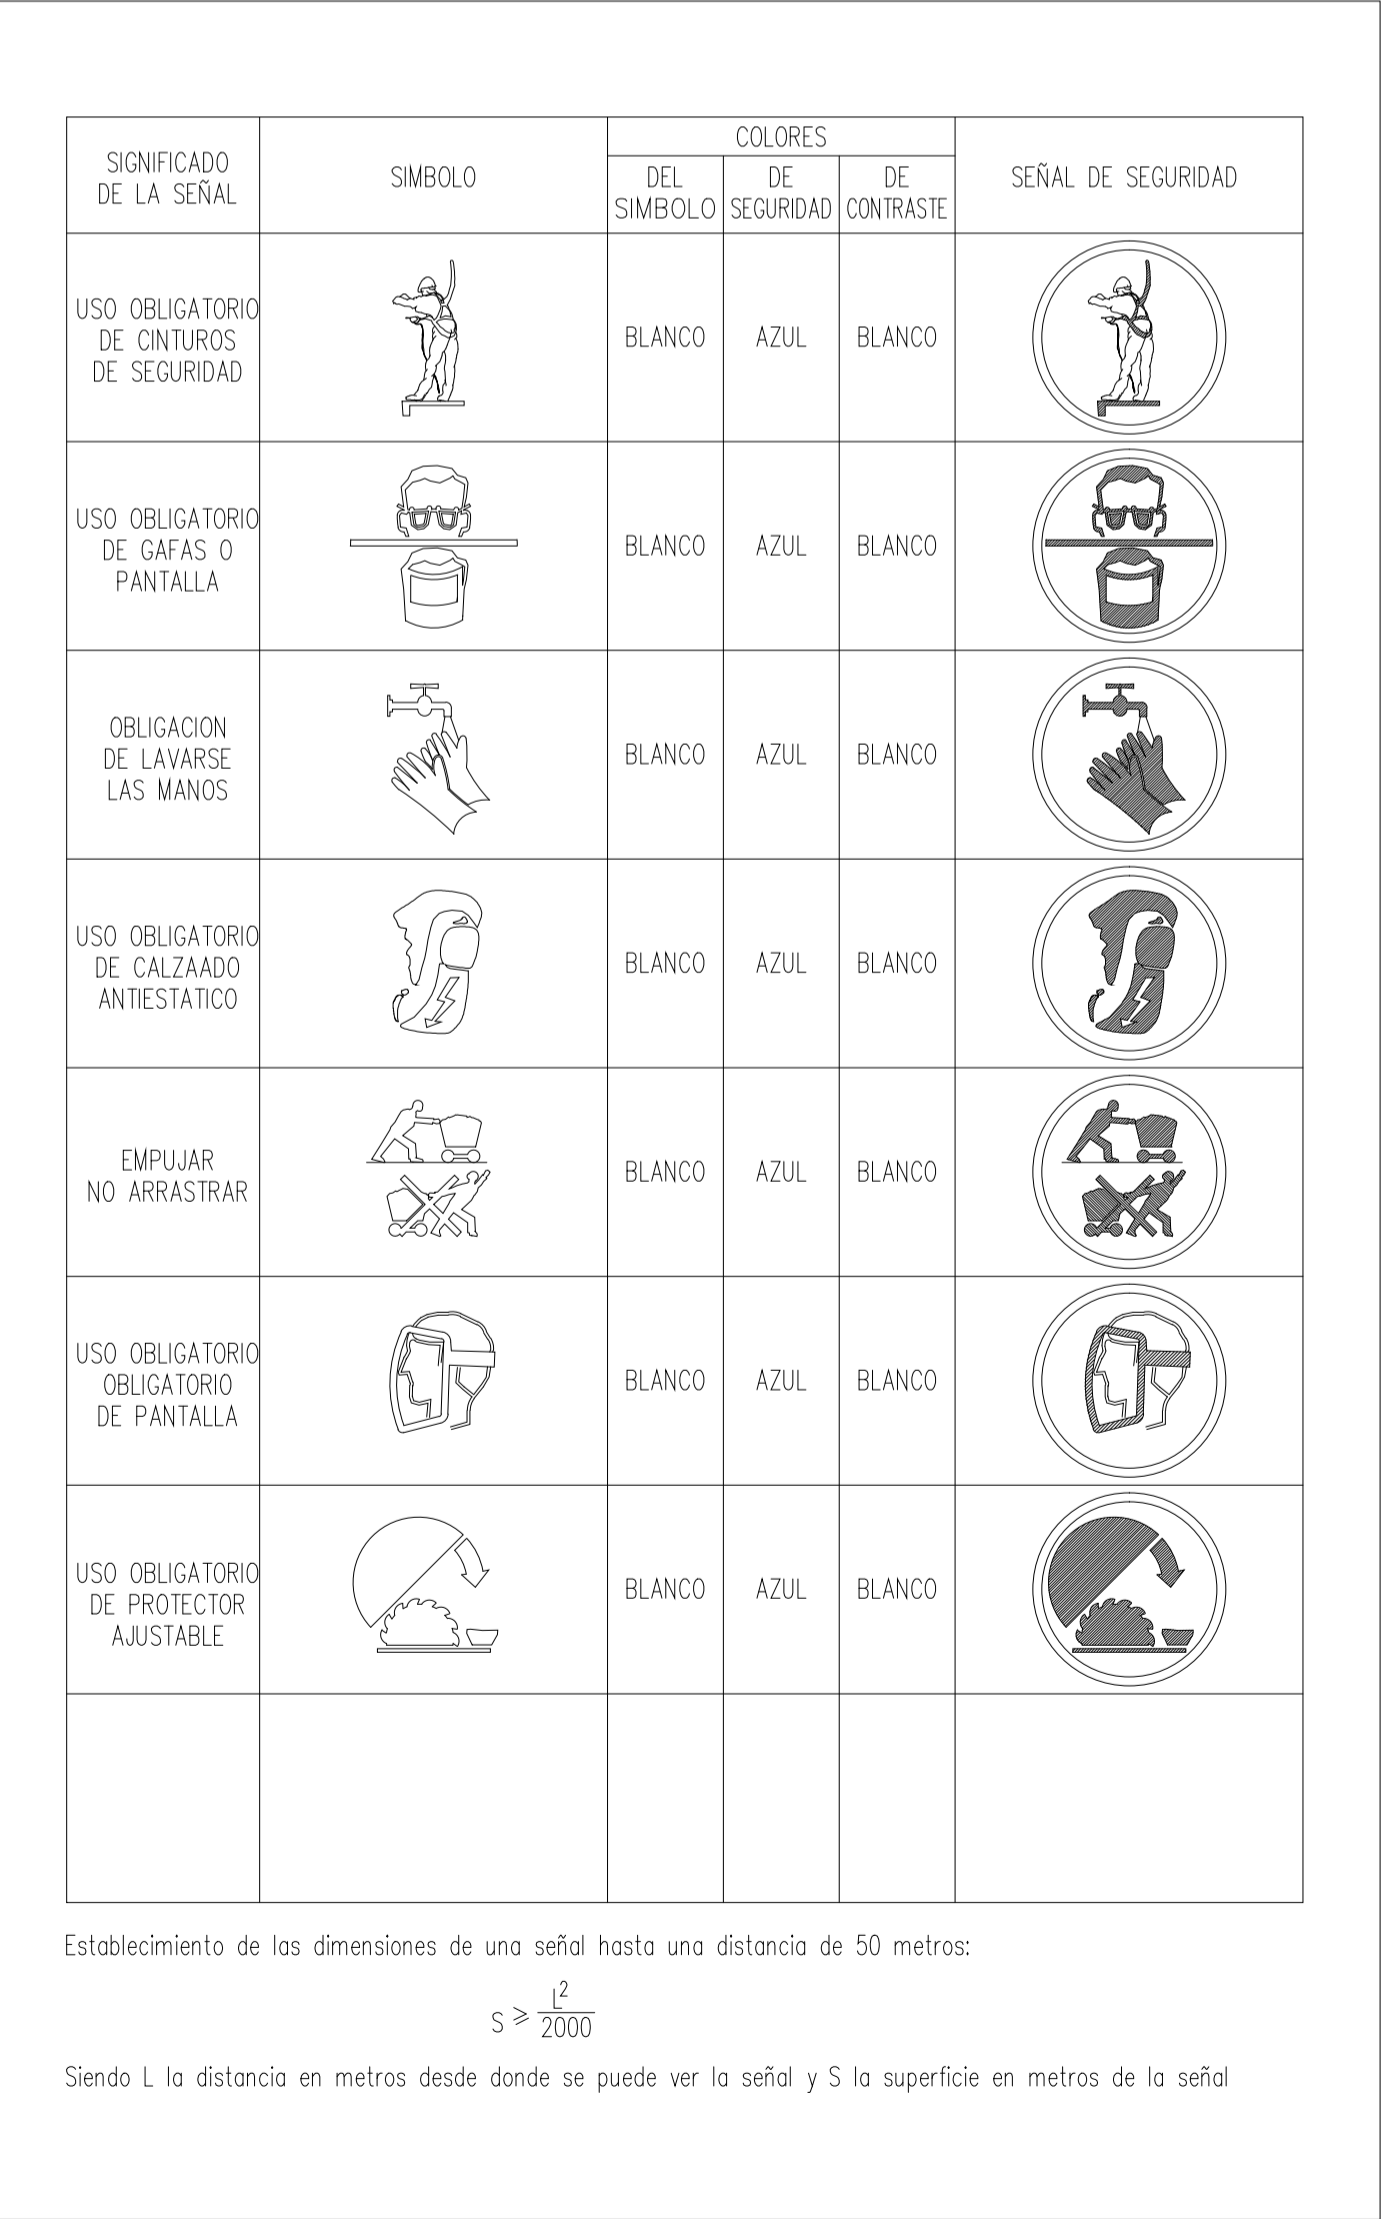 SIGNIFICADO
DE LA SEÑAL
SIMBOLO
COLORES
DEL
SIMBOLO
DE
SEGURIDAD
DE
CONTRASTE
SEÑAL DE SEGURIDAD
USO OBLIGATORIO
DE CINTUROS
DE SEGURIDAD
BLANCO
AZUL
BLANCO
USO OBLIGATORIO
DE GAFAS O
PANTALLA
BLANCO
AZUL
BLANCO
OBLIGACION
DE LAVARSE
LAS MANOS
BLANCO
AZUL
BLANCO
USO OBLIGATORIO
DE CALZAADO
ANTIESTATICO
BLANCO
AZUL
BLANCO
EMPUJAR
NO ARRASTRAR
BLANCO
AZUL
BLANCO
USO OBLIGATORIO
OBLIGATORIO
DE PANTALLA
BLANCO
AZUL
BLANCO
USO OBLIGATORIO
DE PROTECTOR
AJUSTABLE
BLANCO
AZUL
BLANCO
Establecimiento de las dimensiones de una señal hasta una distancia de 50 metros:
S ⩾ L²/2000
Siendo L la distancia en metros desde donde se puede ver la señal y S la superficie en metros de la señal